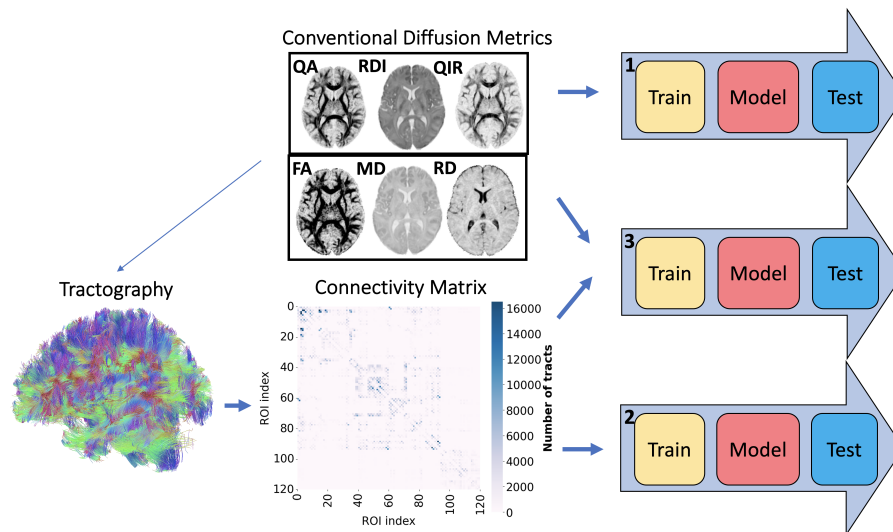 Conventional Diffusion Metrics
QA RDI QIR
FA MD RD
1
Train Model Test
3
Train Model Test
2
Train Model Test
Tractography
Connectivity Matrix
0
20
40
60
80
100
120
ROI index
0 20 40 60 80 100 120
ROI index
16000
14000
12000
10000
8000
6000
4000
2000
0
Number of tracts